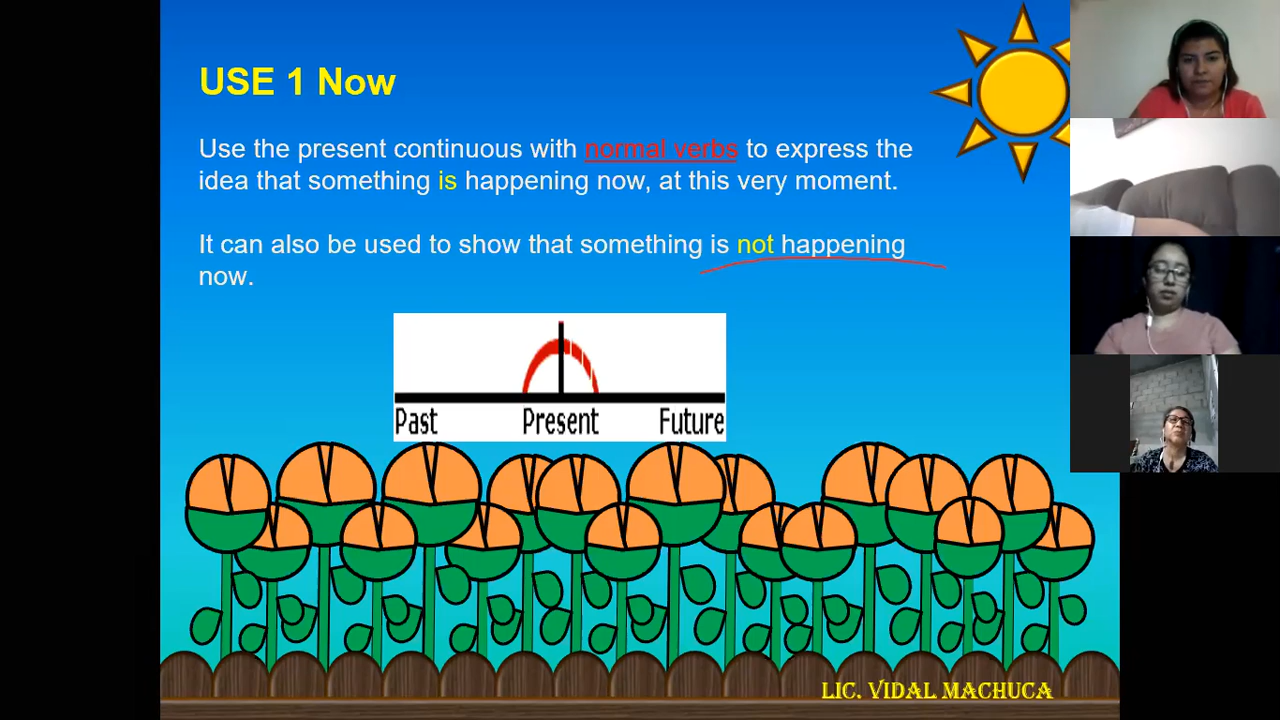 USE 1 Now
Use the present continuous with normal verbs to express the
idea that something is happening now, at this very moment.
It can also be used to show that something is not happening
now.
Past Present Future
LIC. VIDAL MACHUCA